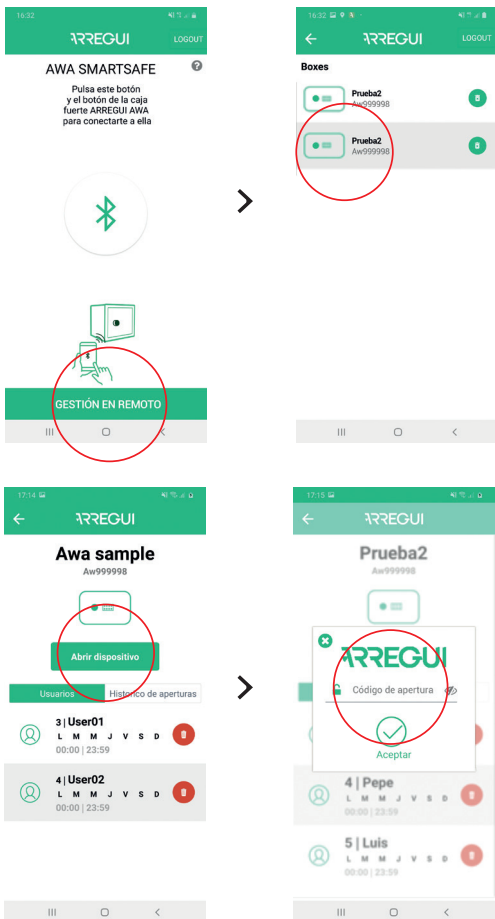 16:32
ARREGUI
LOGOUT
AWA SMARTSAFE
?
Pulsa este botón
y el botón de la caja
fuerte ARREGUI AWA
para conectarte a ella
GESTIÓN EN REMOTO
16:32
ARREGUI
LOGOUT
Boxes
Prueba2
Aw999998
Prueba2
Aw999998
17:14
ARREGUI
Awa sample
Aw999998
Abrir dispositivo
Usuarios Histórico de aperturas
3 | User01
L M M J V S D
00:00 | 23:59
4 | User02
L M M J V S D
00:00 | 23:59
17:15
ARREGUI
Prueba2
Aw999998
ARREGUI
Código de apertura
Aceptar
4 | Pepe
L M M J V S D
00:00 | 23:59
5 | Luis
L M M J V S D
00:00 | 23:59